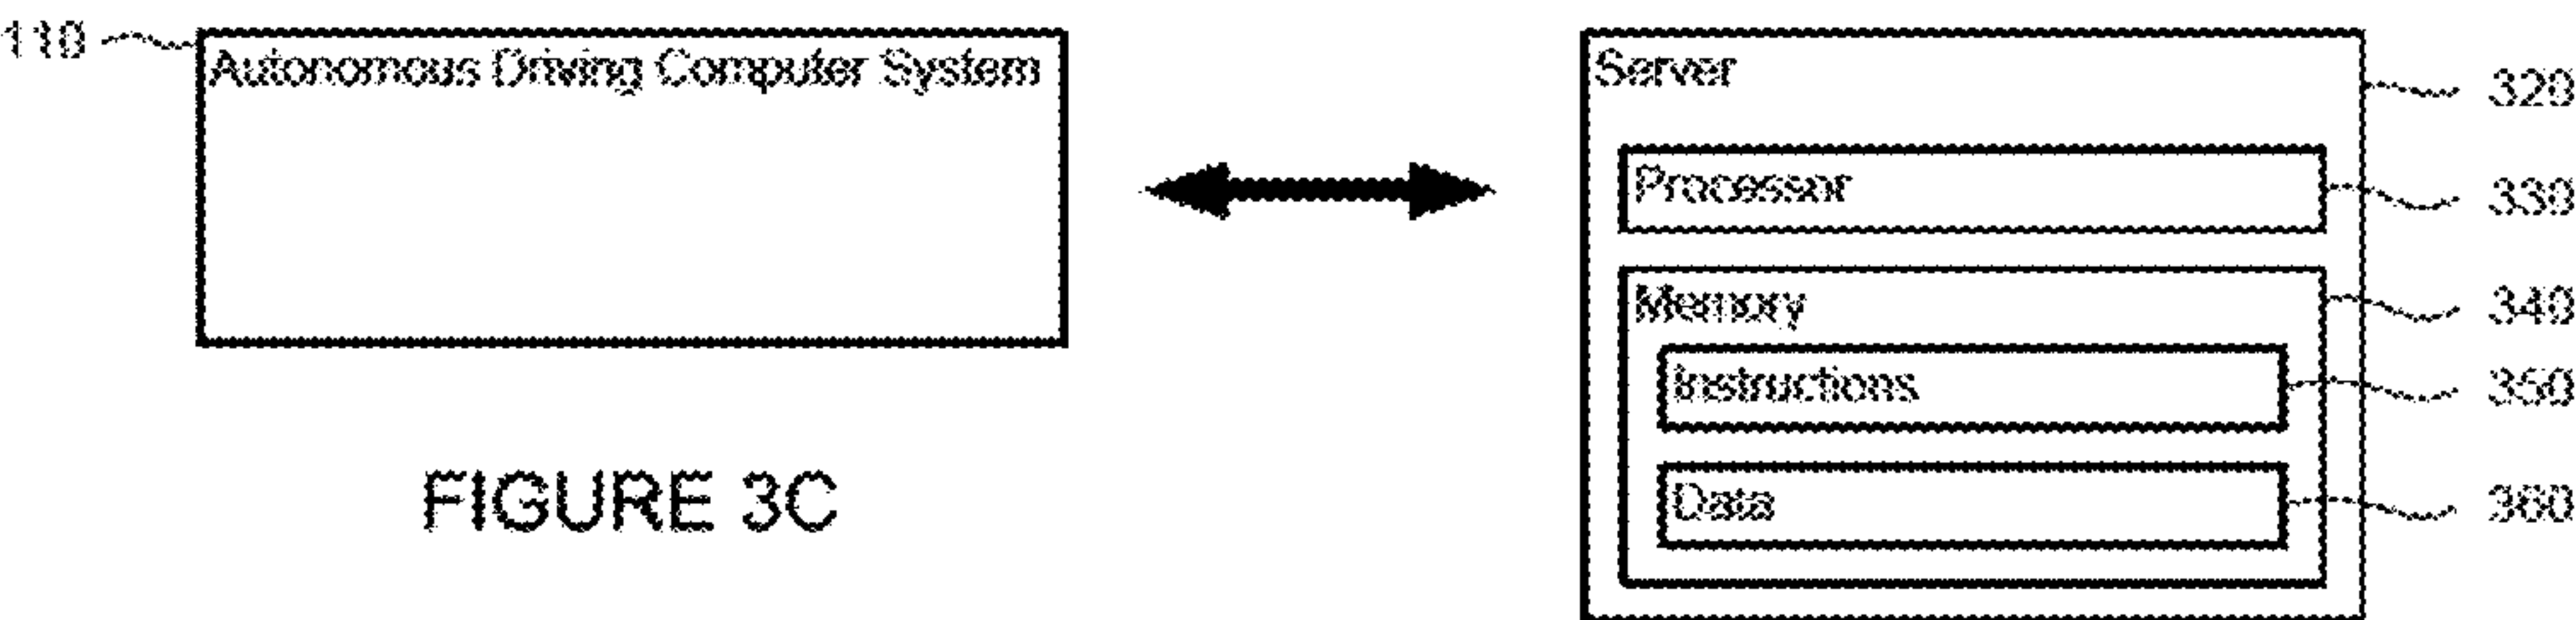 110
Autonomous Driving Computer System
Server
320
Processor
330
Memory
340
Instructions
350
Data
360
FIGURE 3C